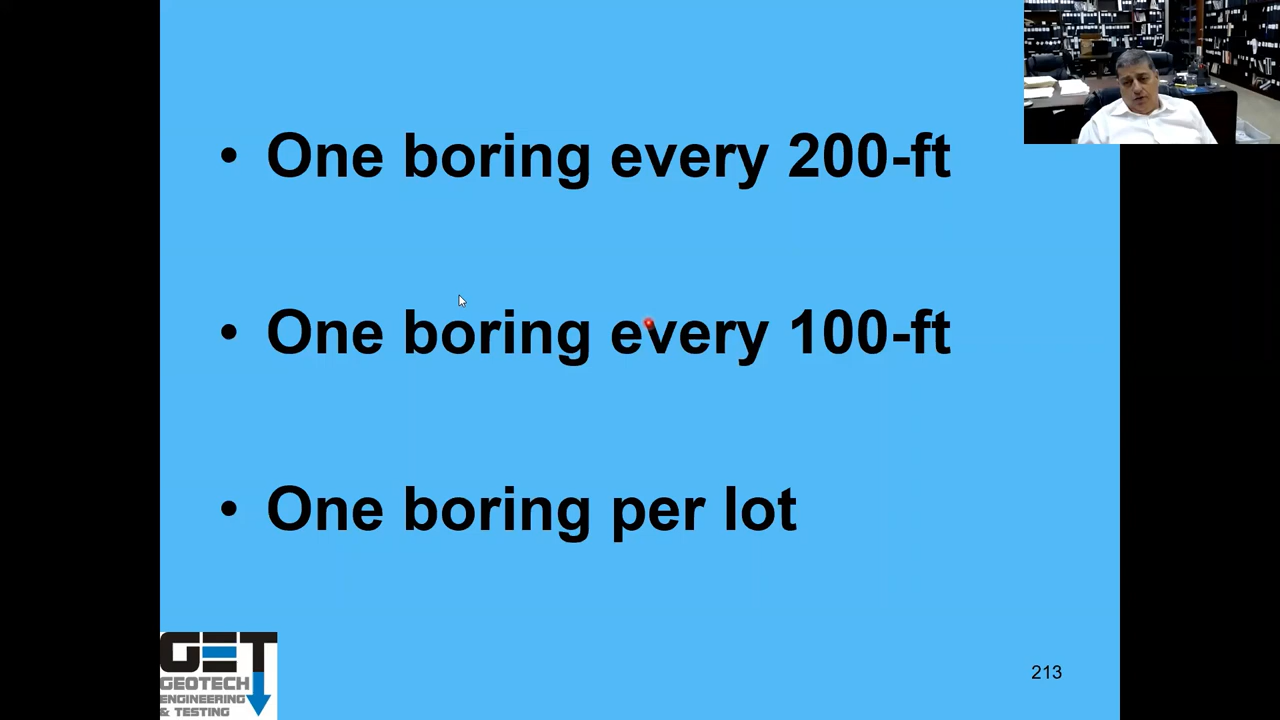 • One boring every 200-ft
• One boring every 100-ft
• One boring per lot
GET
GEOTECH
ENGINEERING
& TESTING
213